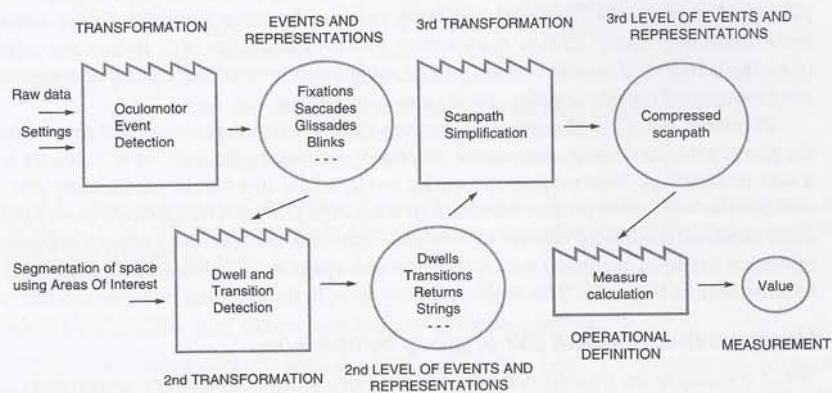 TRANSFORMATION
EVENTS AND
REPRESENTATIONS
3rd TRANSFORMATION
3rd LEVEL OF EVENTS AND
REPRESENTATIONS
Raw data
Settings
Oculomotor
Event
Detection
Fixations
Saccades
Glissades
Blinks
- - -
Scanpath
Simplification
Compressed
scanpath
Segmentation of space
using Areas Of Interest
Dwell and
Transition
Detection
Dwells
Transitions
Returns
Strings
- - -
Measure
calculation
Value
OPERATIONAL
DEFINITION
MEASUREMENT
2nd TRANSFORMATION
2nd LEVEL OF EVENTS AND
REPRESENTATIONS